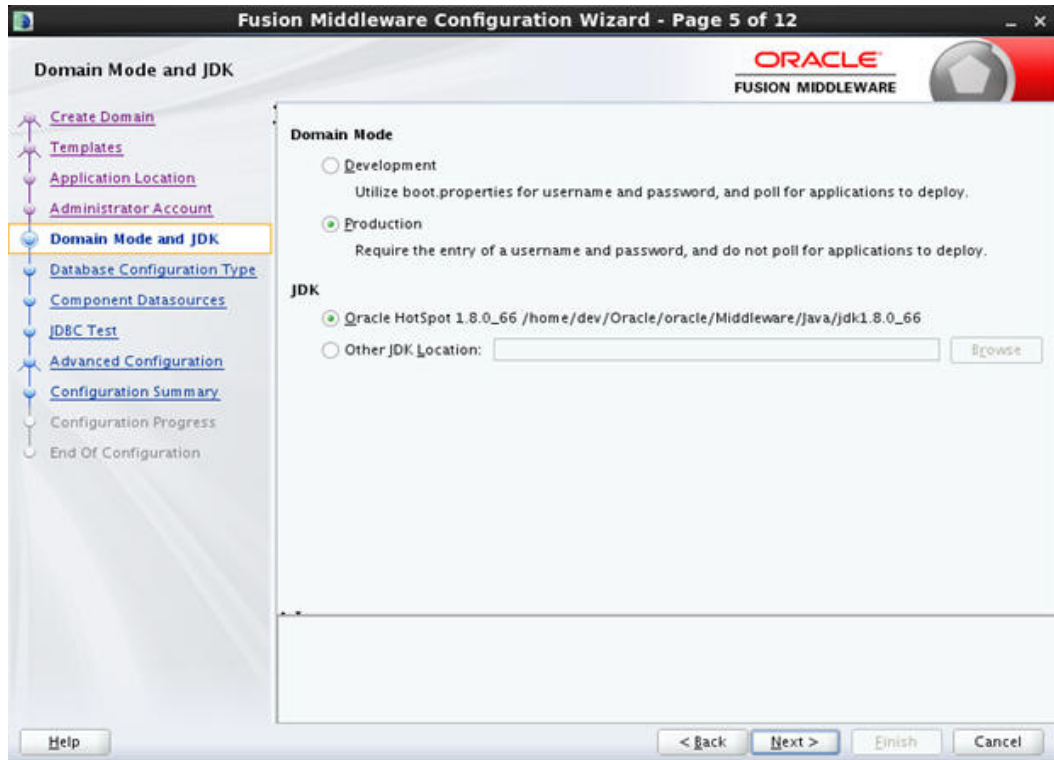 Fusion Middleware Configuration Wizard - Page 5 of 12
Domain Mode and JDK
ORACLE
FUSION MIDDLEWARE
Create Domain
Templates
Application Location
Administrator Account
Domain Mode and JDK
Database Configuration Type
Component Datasources
JDBC Test
Advanced Configuration
Configuration Summary
Configuration Progress
End Of Configuration
Domain Mode
Development
Utilize boot.properties for username and password, and poll for applications to deploy.
Production
Require the entry of a username and password, and do not poll for applications to deploy.
JDK
Oracle HotSpot 1.8.0_66 /home/dev/Oracle/oracle/Middleware/Java/jdk1.8.0_66
Other JDK Location:
Browse
Help
< Back
Next >
Finish
Cancel